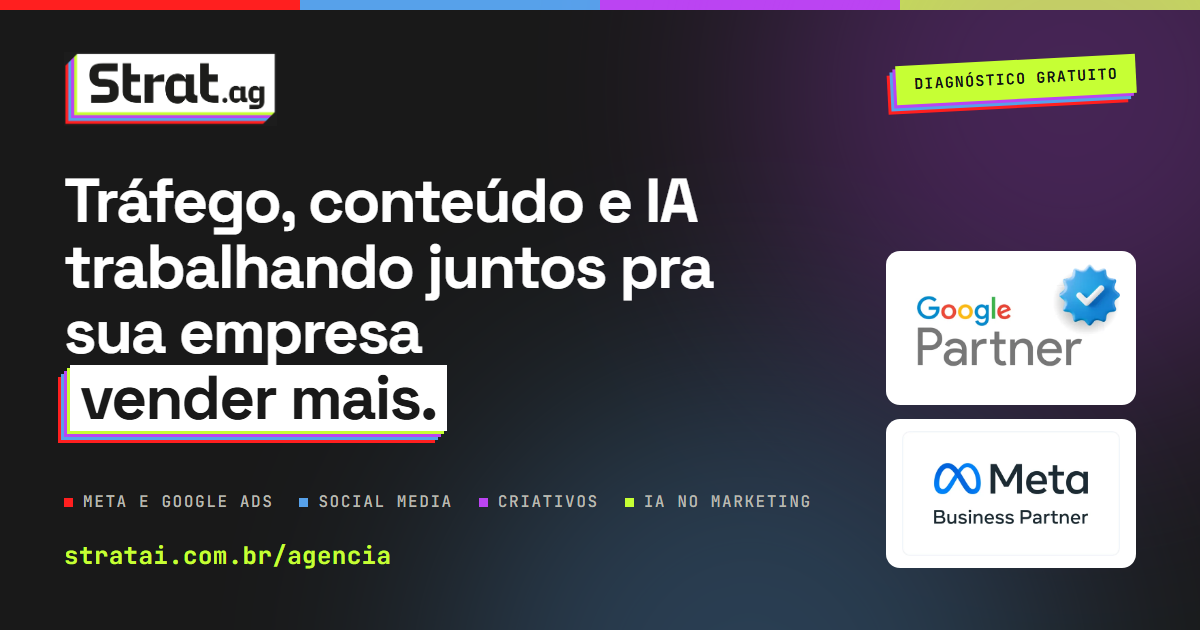 Strat.ag
DIAGNÓSTICO GRATUITO
Tráfego, conteúdo e IA
trabalhando juntos pra
sua empresa
vender mais.
META E GOOGLE ADS
SOCIAL MEDIA
CRIATIVOS
IA NO MARKETING
stratai.com.br/agencia
Google
Partner
Meta
Business Partner